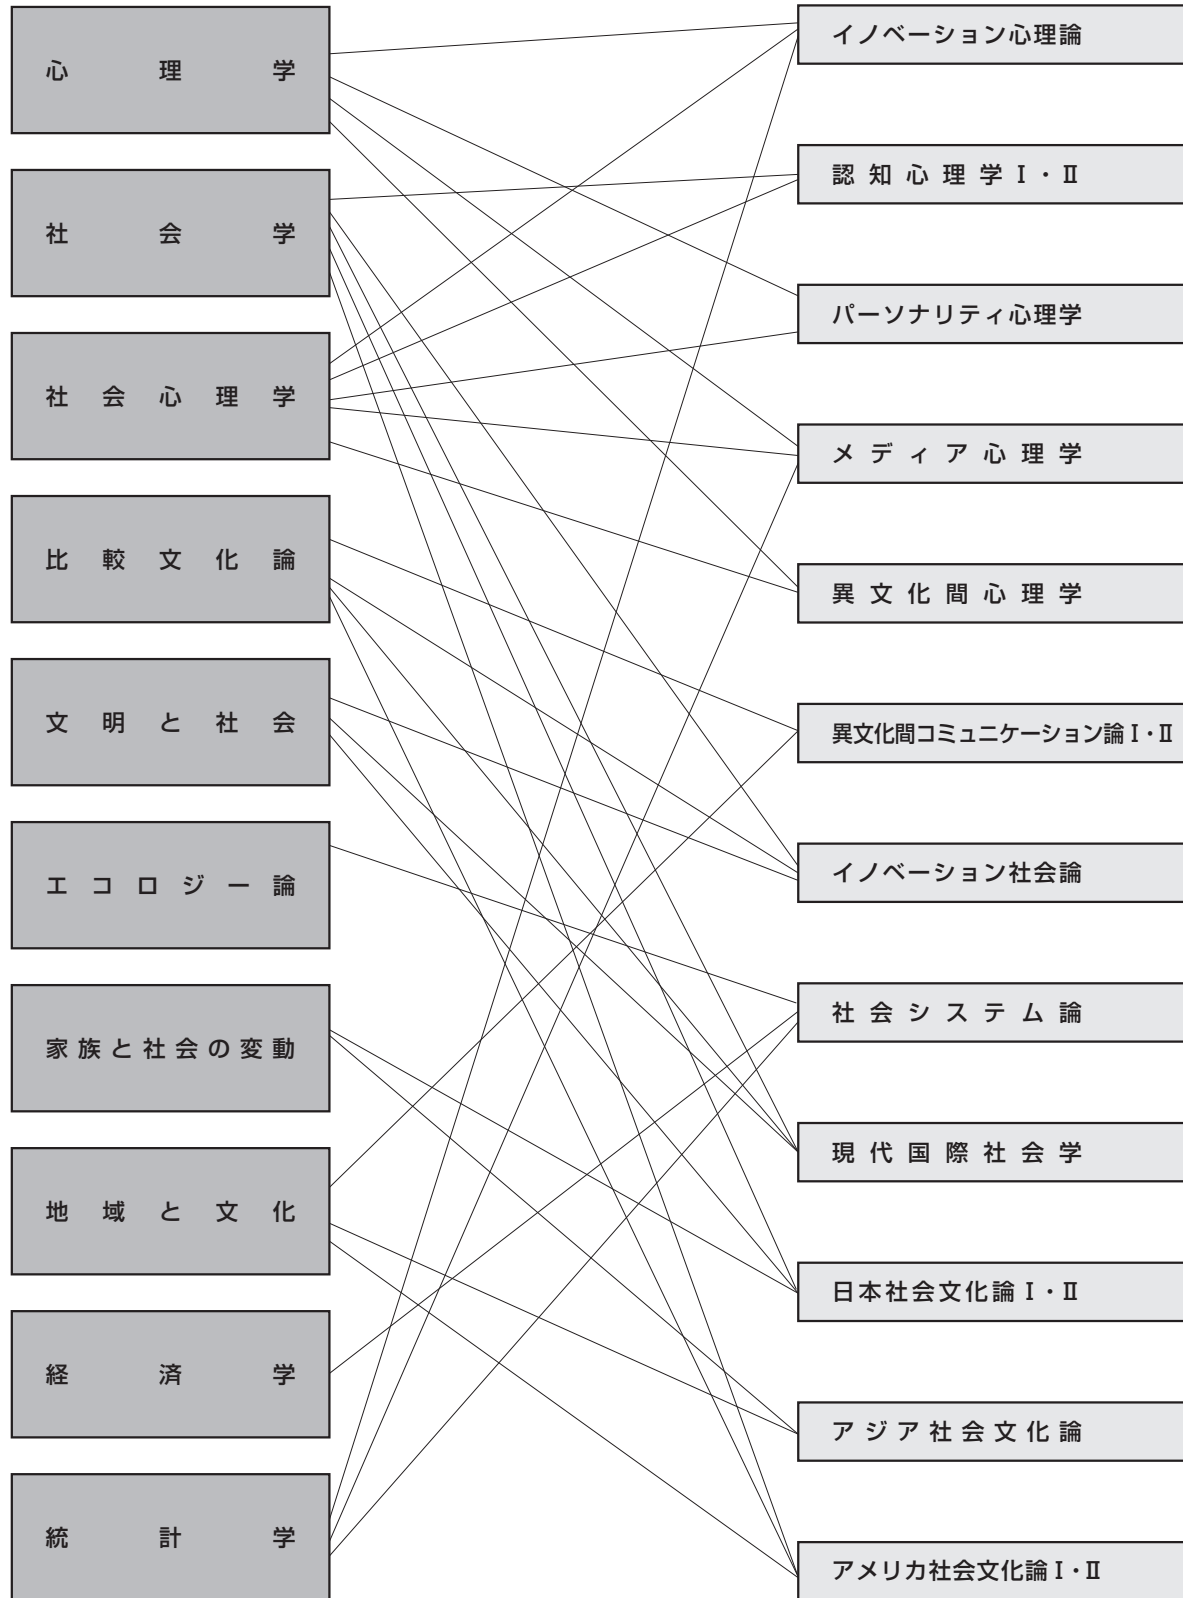 心理学
社会学
社会心理学
比較文化論
文明と社会
エコロジー論
家族と社会の変動
地域と文化
経済学
統計学
イノベーション心理論
認知心理学Ⅰ・Ⅱ
パーソナリティ心理学
メディア心理学
異文化間心理学
異文化間コミュニケーション論Ⅰ・Ⅱ
イノベーション社会論
社会システム論
現代国際社会学
日本社会文化論Ⅰ・Ⅱ
アジア社会文化論
アメリカ社会文化論Ⅰ・Ⅱ